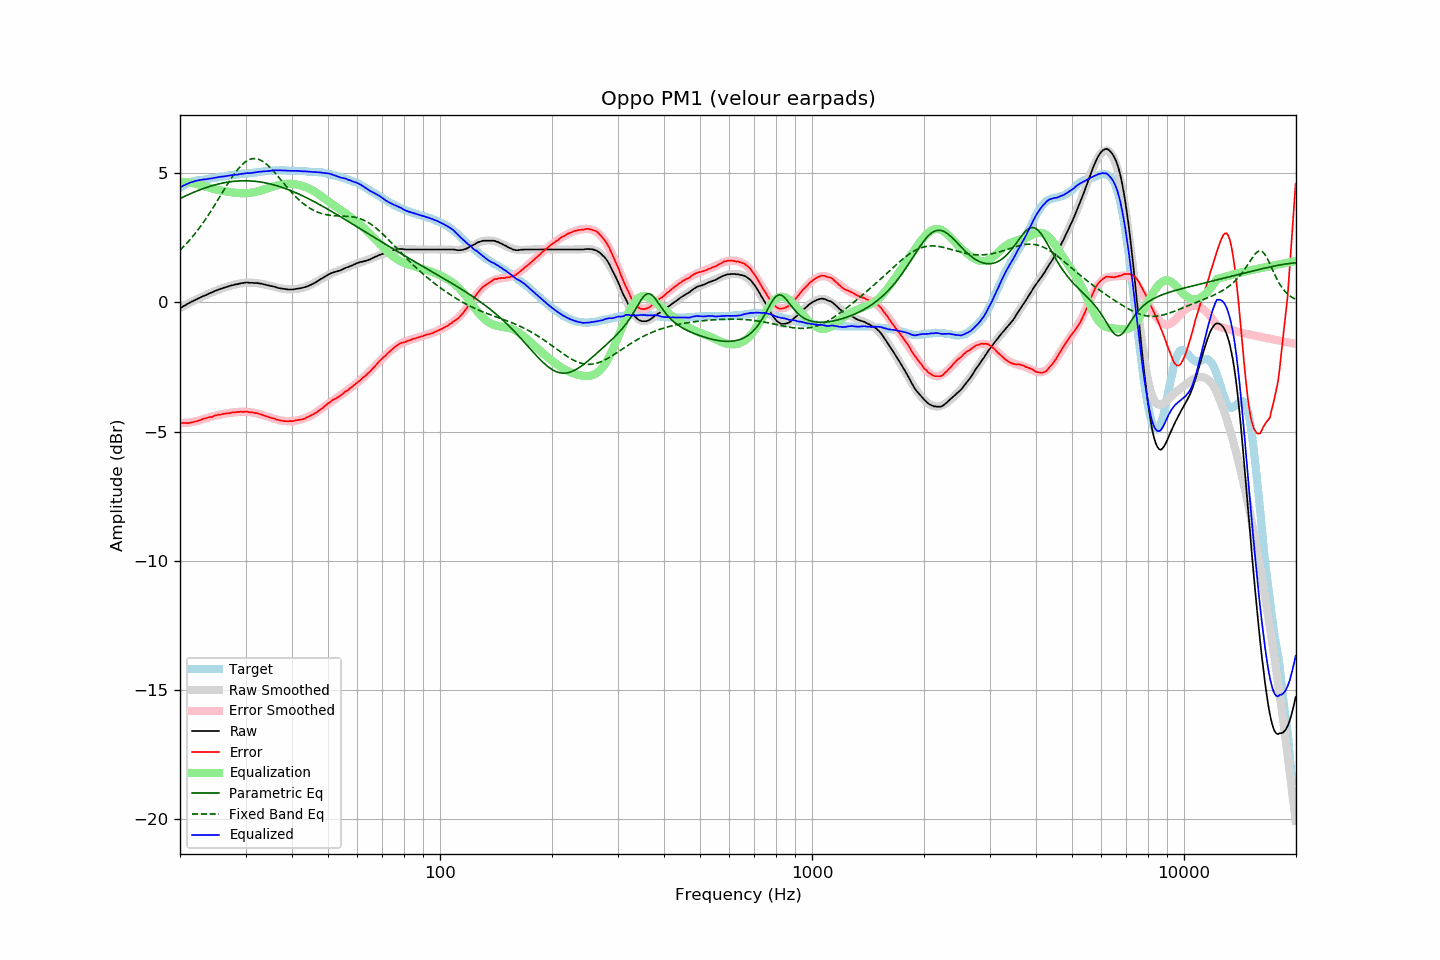 Oppo PM1 (velour earpads)
Amplitude (dBr)
5
0
−5
−10
−15
−20
Target
Raw Smoothed
Error Smoothed
Raw
Error
Equalization
Parametric Eq
Fixed Band Eq
Equalized
100
1000
10000
Frequency (Hz)